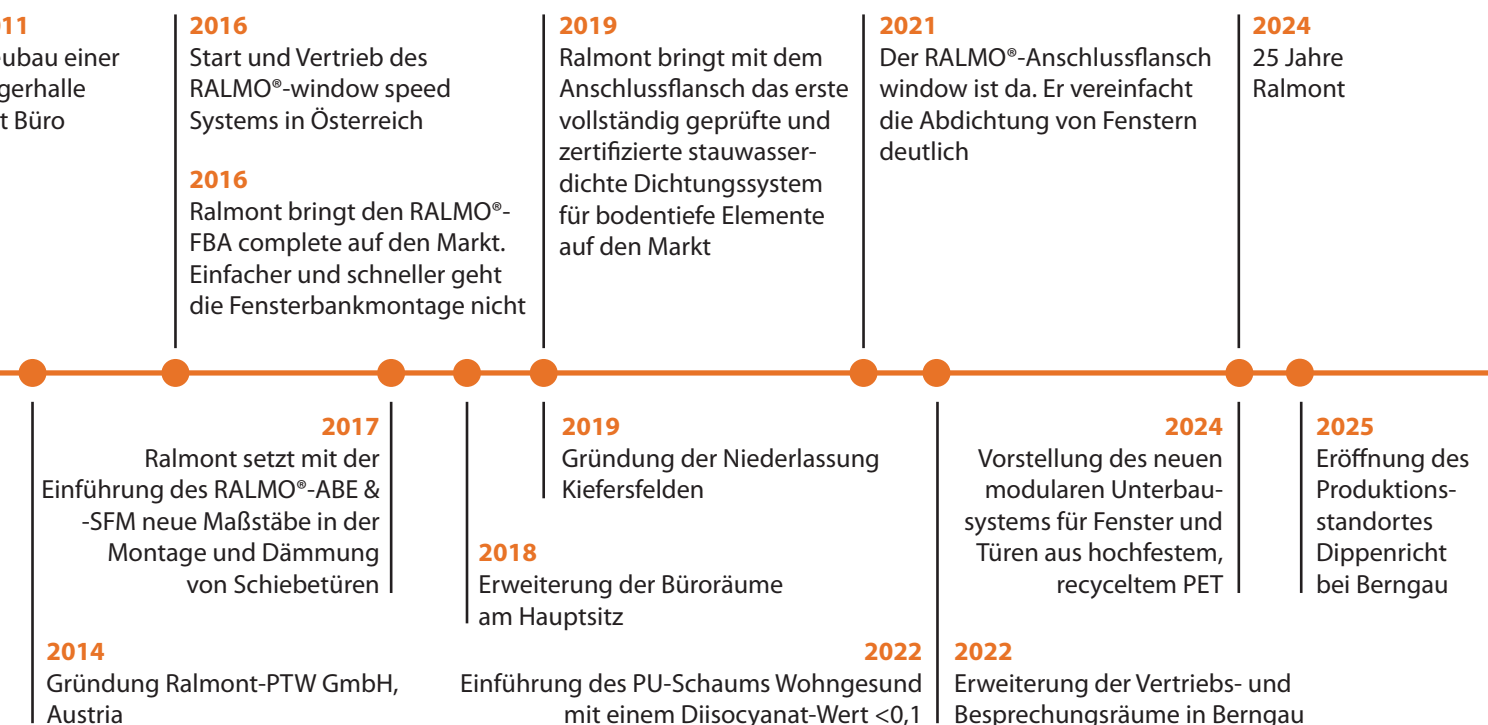 11
ubau einer
gerhalle
t Büro
2016
Start und Vertrieb des
RALMO®-window speed
Systems in Österreich
2016
Ralmont bringt den RALMO®-
FBA complete auf den Markt.
Einfacher und schneller geht
die Fensterbankmontage nicht
2019
Ralmont bringt mit dem
Anschlussflansch das erste
vollständig geprüfte und
zertifizierte stauwasser-
dichte Dichtungssystem
für bodentiefe Elemente
auf den Markt
2021
Der RALMO®-Anschlussflansch
window ist da. Er vereinfacht
die Abdichtung von Fenstern
deutlich
2024
25 Jahre
Ralmont
2014
Gründung Ralmont-PTW GmbH,
Austria
2017
Ralmont setzt mit der
Einführung des RALMO®-ABE &
-SFM neue Maßstäbe in der
Montage und Dämmung
von Schiebetüren
2018
Erweiterung der Büroräume
am Hauptsitz
2019
Gründung der Niederlassung
Kiefersfelden
2022
Einführung des PU-Schaums Wohngesund
mit einem Diisocyanat-Wert <0,1
2022
Erweiterung der Vertriebs- und
Besprechungsräume in Berngau
2024
Vorstellung des neuen
modularen Unterbau-
systems für Fenster und
Türen aus hochfestem,
recyceltem PET
2025
Eröffnung des
Produktions-
standortes
Dippenricht
bei Berngau